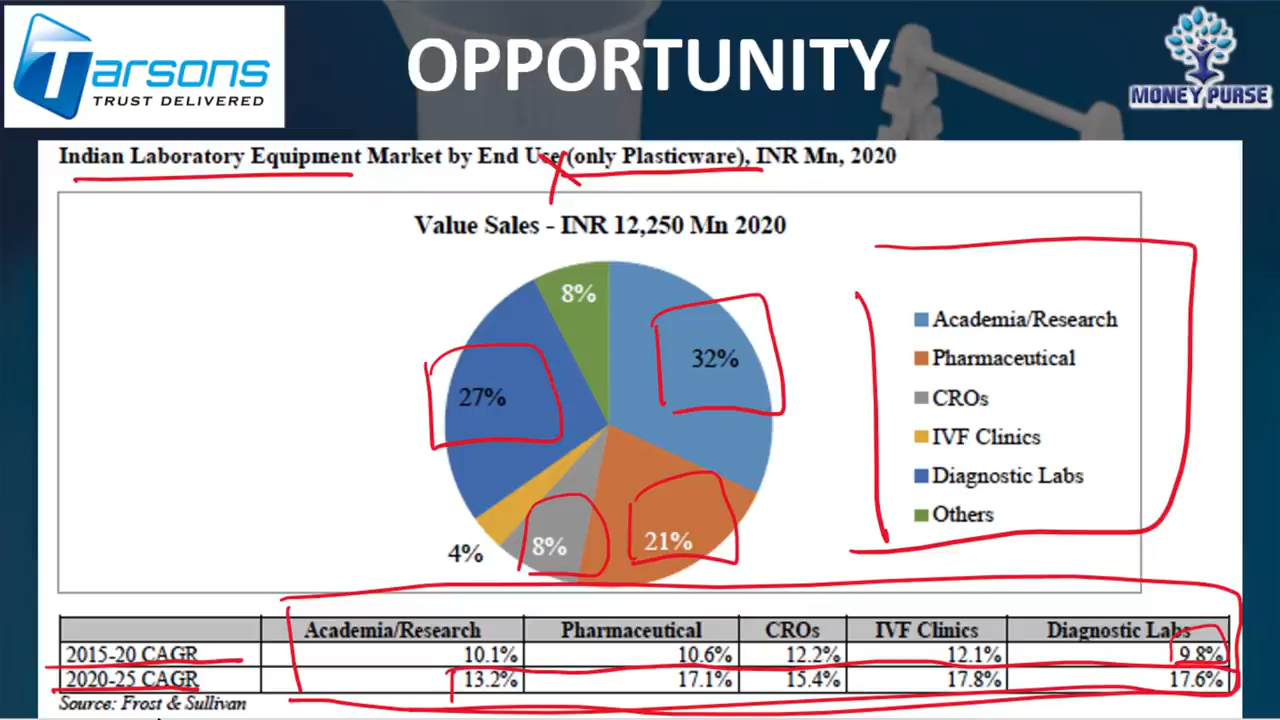 Tarsons
TRUST DELIVERED
OPPORTUNITY
MONEY PURSE
Indian Laboratory Equipment Market by End Use (only Plasticware), INR Mn, 2020
Value Sales - INR 12,250 Mn 2020
8%
32%
27%
21%
8%
4%
Academia/Research
Pharmaceutical
CROs
IVF Clinics
Diagnostic Labs
Others
Academia/Research Pharmaceutical CROs IVF Clinics Diagnostic Labs
2015-20 CAGR 10.1% 10.6% 12.2% 12.1% 9.8%
2020-25 CAGR 13.2% 17.1% 15.4% 17.8% 17.6%
Source: Frost & Sullivan